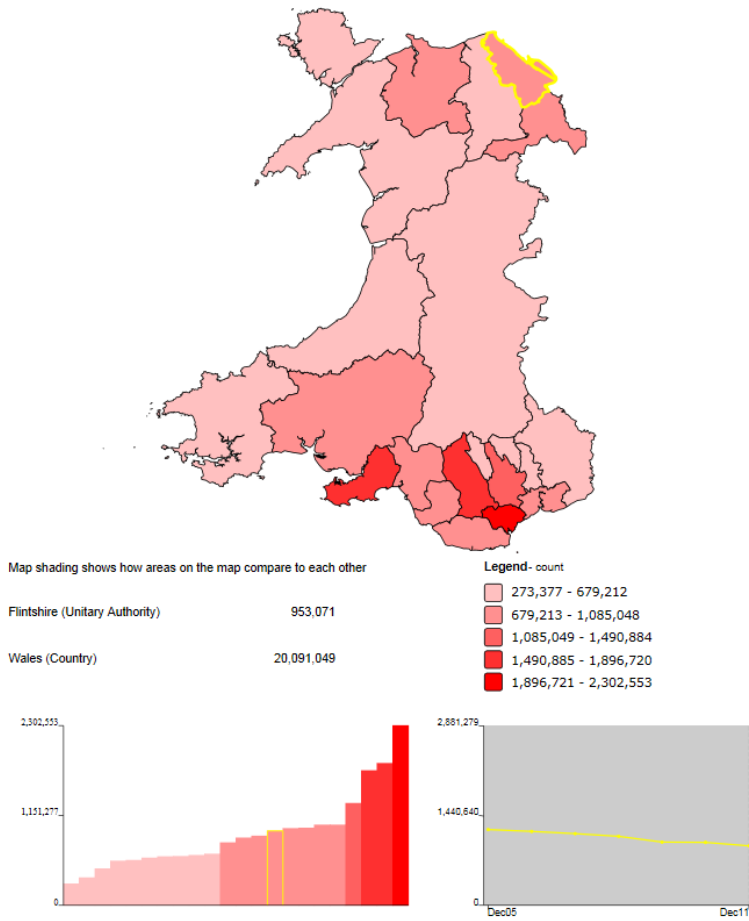 Map shading shows how areas on the map compare to each other
Flintshire (Unitary Authority) 953,071
Wales (Country) 20,091,049
Legend- count
273,377 - 679,212
679,213 - 1,085,048
1,085,049 - 1,490,884
1,490,885 - 1,896,720
1,896,721 - 2,302,553
2,302,553
1,151,277
0
2,881,279
1,440,640
0
Dec05 Dec11